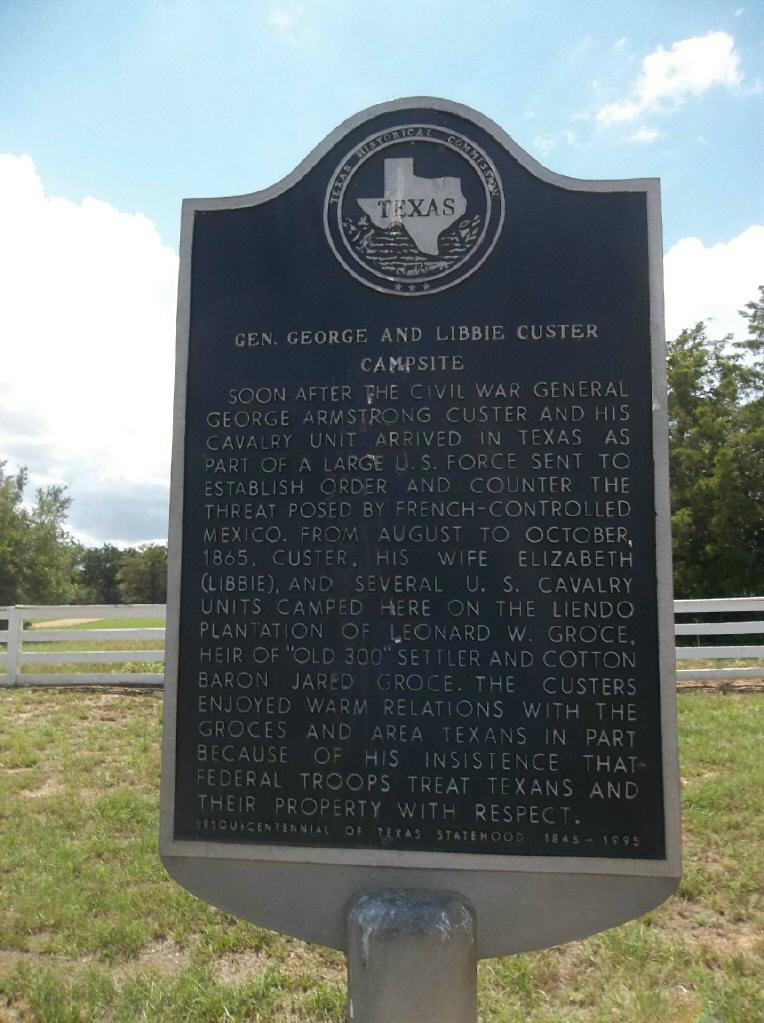 TEXAS HISTORICAL COMMISSION
TEXAS
GEN. GEORGE AND LIBBIE CUSTER
CAMPSITE
SOON AFTER THE CIVIL WAR GENERAL
GEORGE ARMSTRONG CUSTER AND HIS
CAVALRY UNIT ARRIVED IN TEXAS AS
PART OF A LARGE U.S. FORCE SENT TO
ESTABLISH ORDER AND COUNTER THE
THREAT POSED BY FRENCH-CONTROLLED
MEXICO. FROM AUGUST TO OCTOBER,
1865, CUSTER, HIS WIFE ELIZABETH
(LIBBIE), AND SEVERAL U. S. CAVALRY
UNITS CAMPED HERE ON THE LIENDO
PLANTATION OF LEONARD W. GROCE,
HEIR OF "OLD 300" SETTLER AND COTTON
BARON JARED GROCE. THE CUSTERS
ENJOYED WARM RELATIONS WITH THE
GROCES AND AREA TEXANS IN PART
BECAUSE OF HIS INSISTENCE THAT
FEDERAL TROOPS TREAT TEXANS AND
THEIR PROPERTY WITH RESPECT.
SESQUICENTENNIAL OF TEXAS STATEHOOD 1845-1995